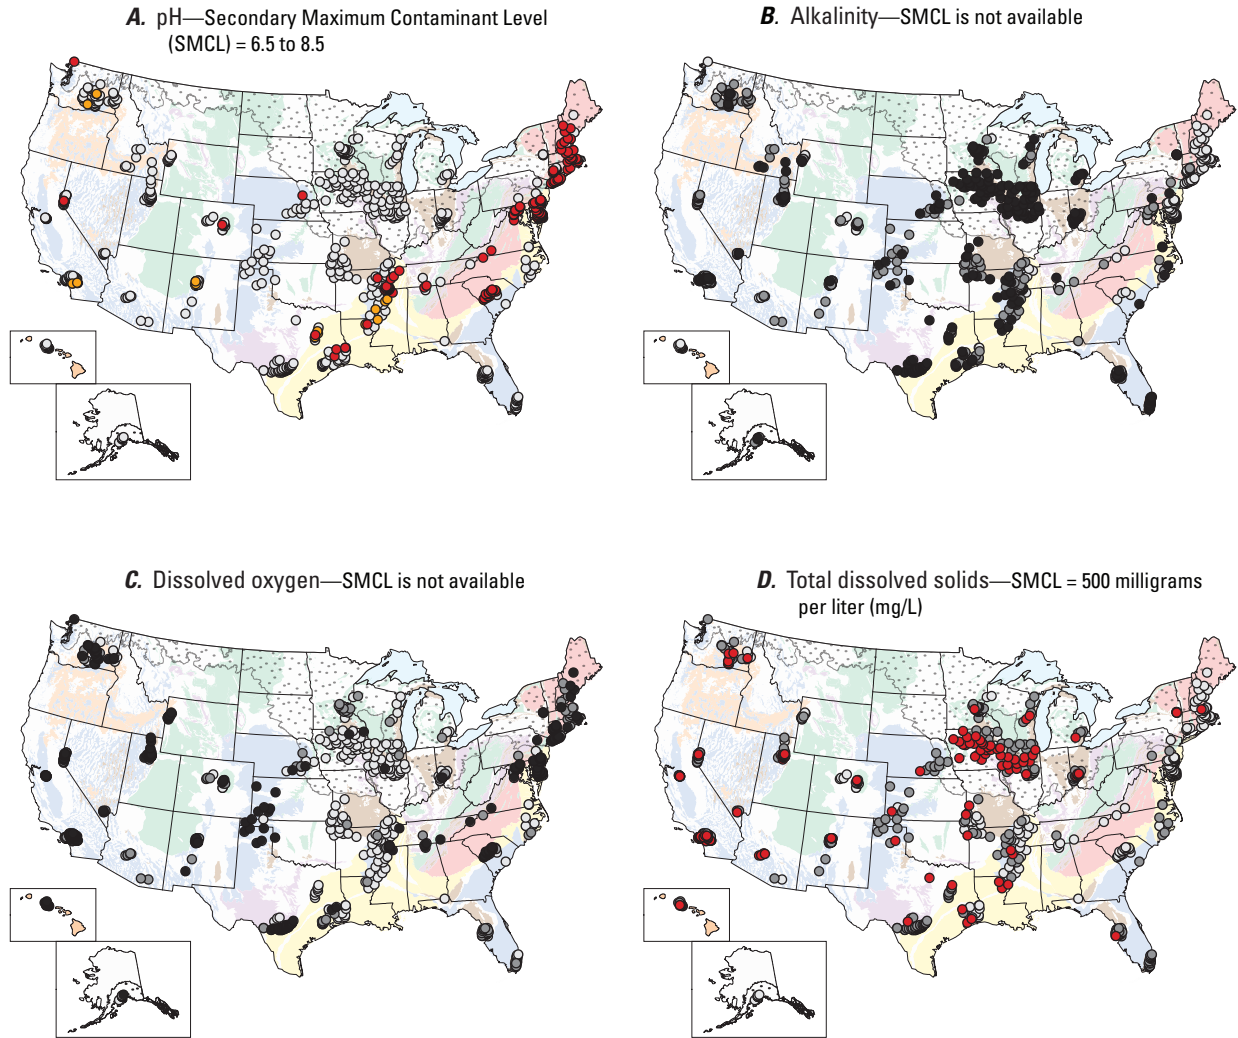 A. pH—Secondary Maximum Contaminant Level
(SMCL) = 6.5 to 8.5
B. Alkalinity—SMCL is not available
C. Dissolved oxygen—SMCL is not available
D. Total dissolved solids—SMCL = 500 milligrams
per liter (mg/L)